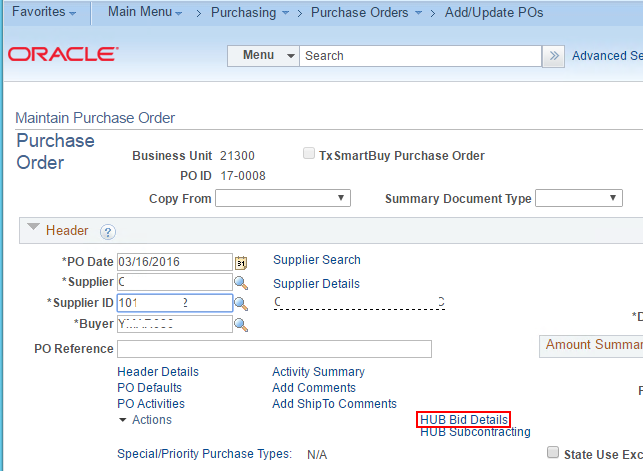 Favorites Main Menu > Purchasing > Purchase Orders > Add/Update POs
ORACLE Menu Search Advanced Se
Maintain Purchase Order
Purchase Order
Business Unit 21300 TxSmartBuy Purchase Order
PO ID 17-0008
Copy From Summary Document Type
Header ?
*PO Date 03/16/2016 31 Supplier Search
*Supplier C Supplier Details
*Supplier ID 101 2 C
*Buyer *D
PO Reference Amount Summar
Header Details Activity Summary
PO Defaults Add Comments
PO Activities Add ShipTo Comments
Actions HUB Bid Details
HUB Subcontracting
Special/Priority Purchase Types: N/A State Use Exc